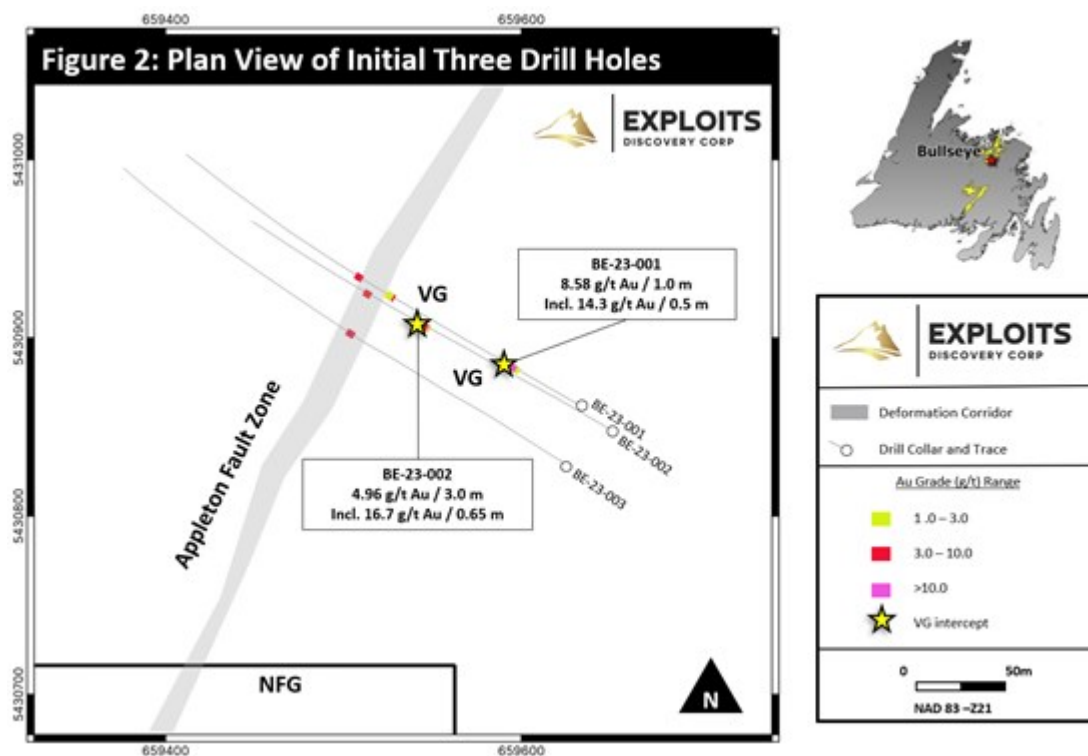 659400
659600
Figure 2: Plan View of Initial Three Drill Holes
EXPLOITS
DISCOVERY CORP
Bullseye
5431000
5430900
5430800
5430700
BE-23-001
8.58 g/t Au / 1.0 m
Incl. 14.3 g/t Au / 0.5 m
VG
VG
BE-23-001
BE-23-002
BE-23-003
BE-23-002
4.96 g/t Au / 3.0 m
Incl. 16.7 g/t Au / 0.65 m
Appleton Fault Zone
NFG
N
659400
659600
EXPLOITS
DISCOVERY CORP
Deformation Corridor
Drill Collar and Trace
Au Grade (g/t) Range
1 .0 – 3.0
3.0 – 10.0
>10.0
VG intercept
0 50m
NAD 83 –Z21